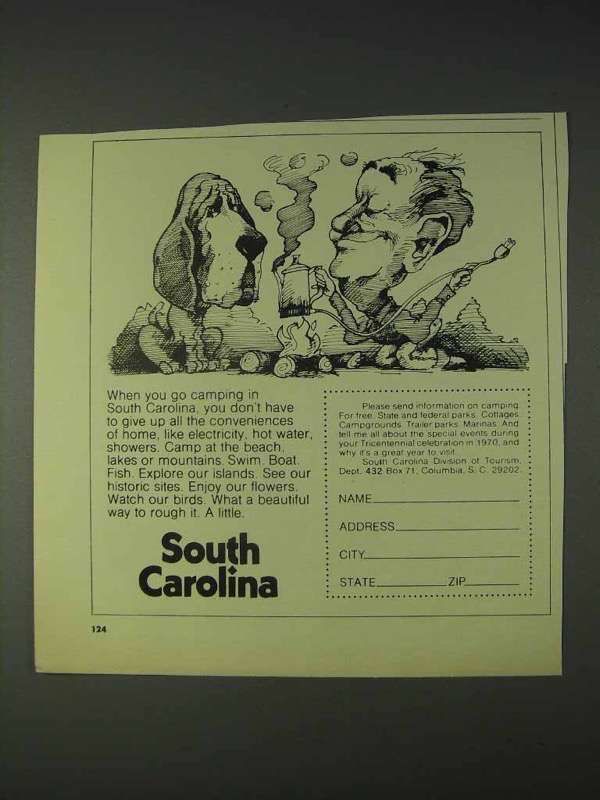 When you go camping in
South Carolina, you don't have
to give up all the conveniences
of home, like electricity, hot water,
showers. Camp at the beach,
lakes or mountains. Swim. Boat.
Fish. Explore our islands. See our
historic sites. Enjoy our flowers.
Watch our birds. What a beautiful
way to rough it. A little.
South
Carolina
Please send information on camping.
For free. State and federal parks. Cottages.
Campgrounds. Trailer parks. Marinas. And
tell me all about the special events during
your Tricentennial celebration in 1970, and
why it's a great year to visit.
South Carolina Division of Tourism,
Dept. 432 Box 71, Columbia, S. C. 29202.
NAME
ADDRESS
CITY
STATE ZIP
124